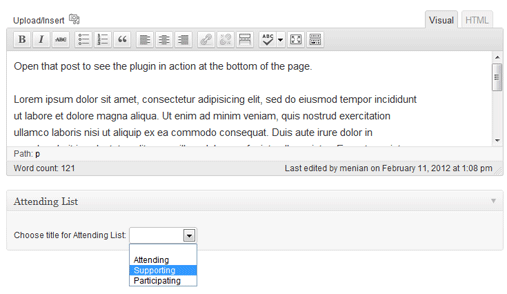 Upload/Insert
Visual
HTML
B I ABC ABC
Open that post to see the plugin in action at the bottom of the page.
Lorem ipsum dolor sit amet, consectetur adipisicing elit, sed do eiusmod tempor incididunt
ut labore et dolore magna aliqua. Ut enim ad minim veniam, quis nostrud exercitation
ullamco laboris nisi ut aliquip ex ea commodo consequat. Duis aute irure dolor in
Path: p
Word count: 121
Last edited by menian on February 11, 2012 at 1:08 pm
Attending List
Choose title for Attending List:
Attending
Supporting
Participating